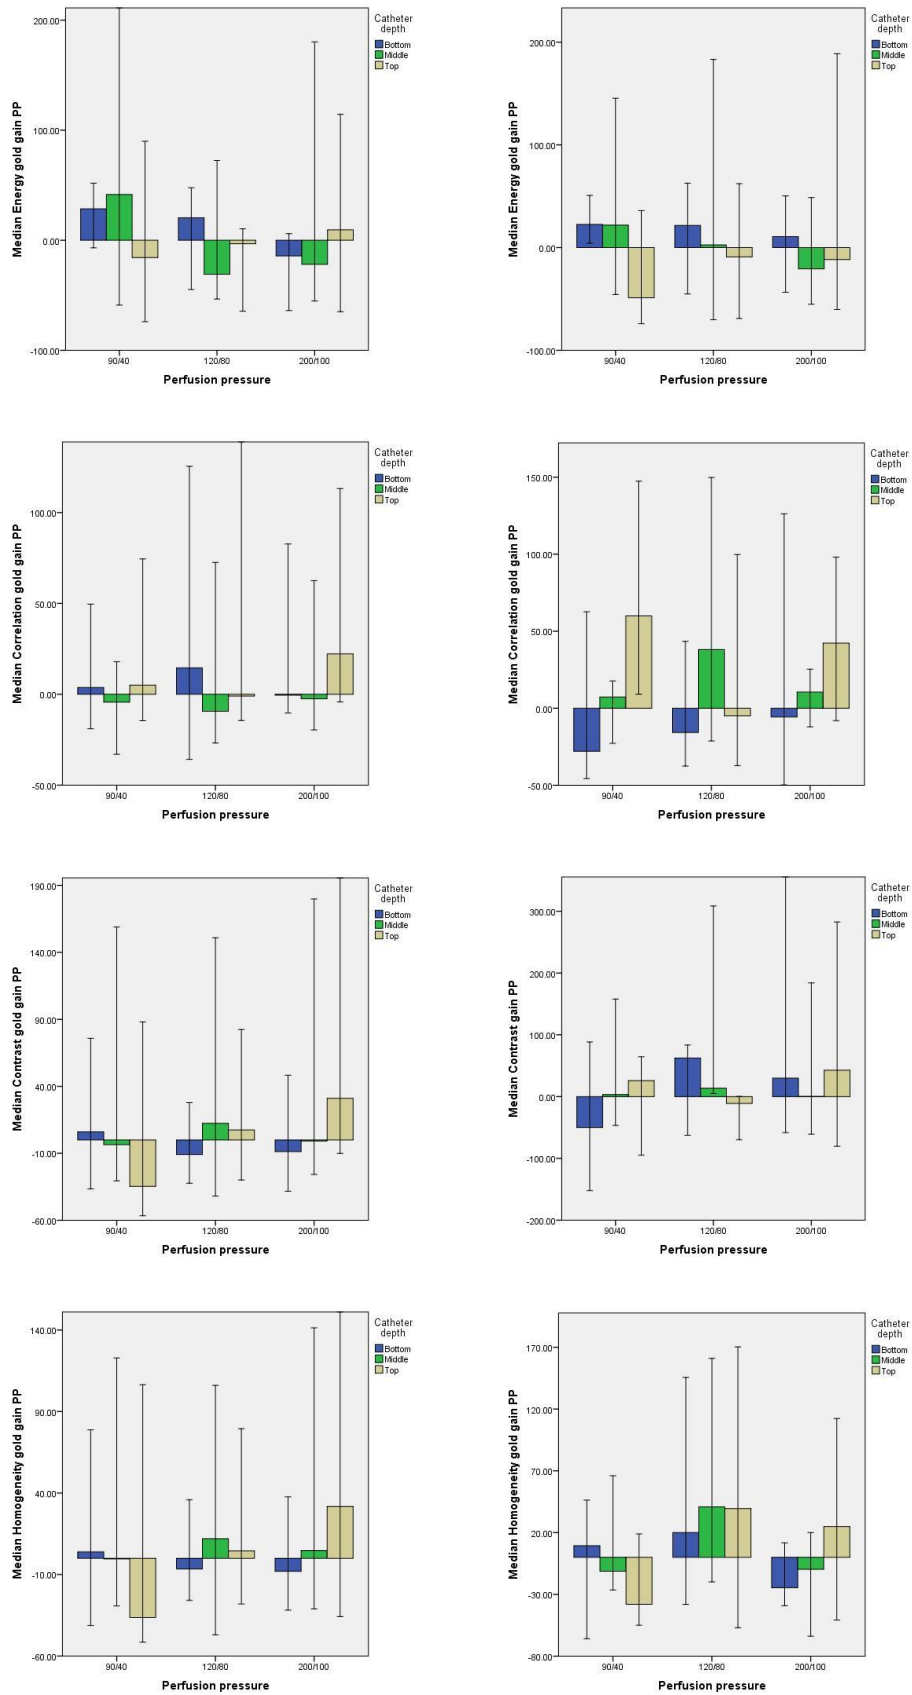 Catheter
depth
Bottom
Middle
Top
200.00
100.00
0.00
-100.00
Median Energy gold gain PP
90/40
120/80
200/100
Perfusion pressure
Catheter
depth
Bottom
Middle
Top
200.00
100.00
0.00
-100.00
Median Energy gold gain PP
90/40
120/80
200/100
Perfusion pressure
Catheter
depth
Bottom
Middle
Top
100.00
50.00
0.00
-50.00
Median Correlation gold gain PP
90/40
120/80
200/100
Perfusion pressure
Catheter
depth
Bottom
Middle
Top
150.00
100.00
50.00
0.00
-50.00
Median Correlation gold gain PP
90/40
120/80
200/100
Perfusion pressure
Catheter
depth
Bottom
Middle
Top
190.00
140.00
90.00
40.00
-10.00
-60.00
Median Contrast gold gain PP
90/40
120/80
200/100
Perfusion pressure
Catheter
depth
Bottom
Middle
Top
300.00
200.00
100.00
0.00
-100.00
-200.00
Median Contrast gain PP
90/40
120/80
200/100
Perfusion pressure
Catheter
depth
Bottom
Middle
Top
140.00
90.00
40.00
-10.00
-60.00
Median Homogeneity gold gain PP
90/40
120/80
200/100
Perfusion pressure
Catheter
depth
Bottom
Middle
Top
170.00
120.00
70.00
20.00
-30.00
-80.00
Median Homogeneity gold gain PP
90/40
120/80
200/100
Perfusion pressure